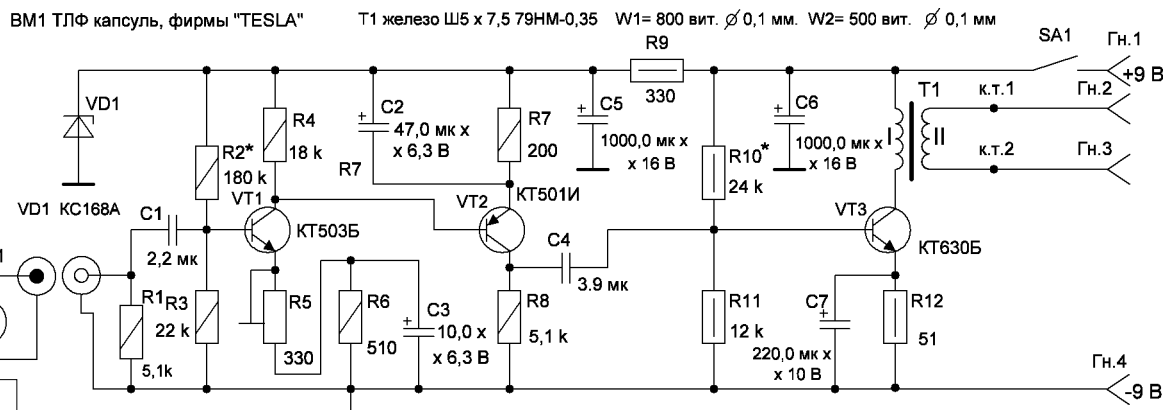 ВМ1 ТЛФ капсуль, фирмы "TESLA"
Т1 железо Ш5 х 7,5 79НМ-0,35 W1= 800 вит. ∅ 0,1 мм. W2= 500 вит. ∅ 0,1 мм
R9
330
SA1
Гн.1
+9 В
VD1
R2*
180 k
R4
18 k
C2
+
47,0 мк х
х 6,3 В
R7
R7
200
C5
+
1000,0 мк х
х 16 В
R10*
24 k
C6
+
1000,0 мк х
х 16 В
T1
I
II
к.т.1
Гн.2
к.т.2
Гн.3
VD1 КС168А
C1
2,2 мк
VT1
КТ503Б
VT2
КТ501И
C4
3.9 мк
VT3
КТ630Б
1
R1
5,1k
R3
22 k
R5
330
R6
510
C3
+
10,0 х
х 6,3 В
R8
5,1 k
R11
12 k
C7
+
220,0 мк х
х 10 В
R12
51
Гн.4
-9 В